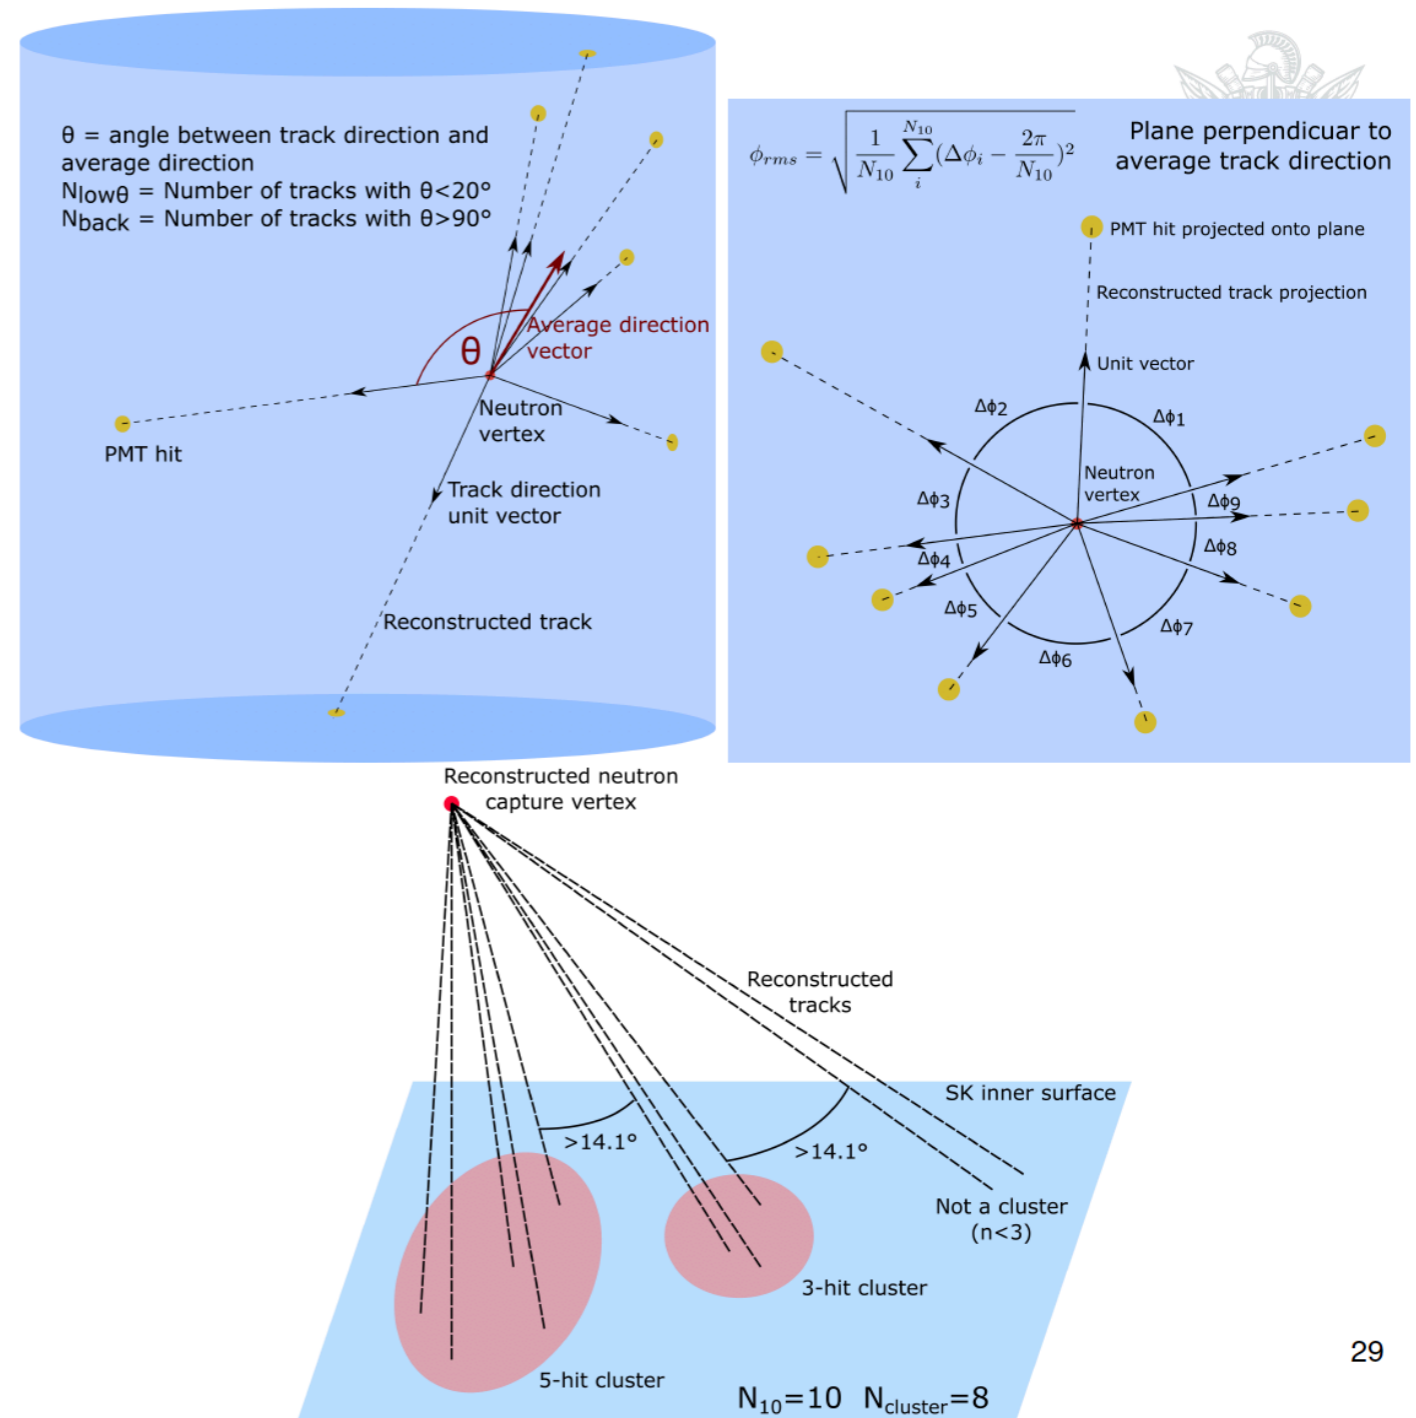 θ = angle between track direction and
average direction
Nlowθ = Number of tracks with θ<20°
Nback = Number of tracks with θ>90°
Average direction
vector
θ
Neutron
vertex
PMT hit
Track direction
unit vector
Reconstructed track
ϕrms = √(1/N10 ∑i^N10 (Δϕi − 2π/N10)²)
Plane perpendicuar to
average track direction
PMT hit projected onto plane
Reconstructed track projection
Unit vector
Δϕ2
Δϕ1
Neutron
vertex
Δϕ3
Δϕ9
Δϕ4
Δϕ8
Δϕ5
Δϕ7
Δϕ6
Reconstructed neutron
capture vertex
Reconstructed
tracks
SK inner surface
>14.1°
>14.1°
Not a cluster
(n<3)
3-hit cluster
5-hit cluster
N10=10 Ncluster=8
29